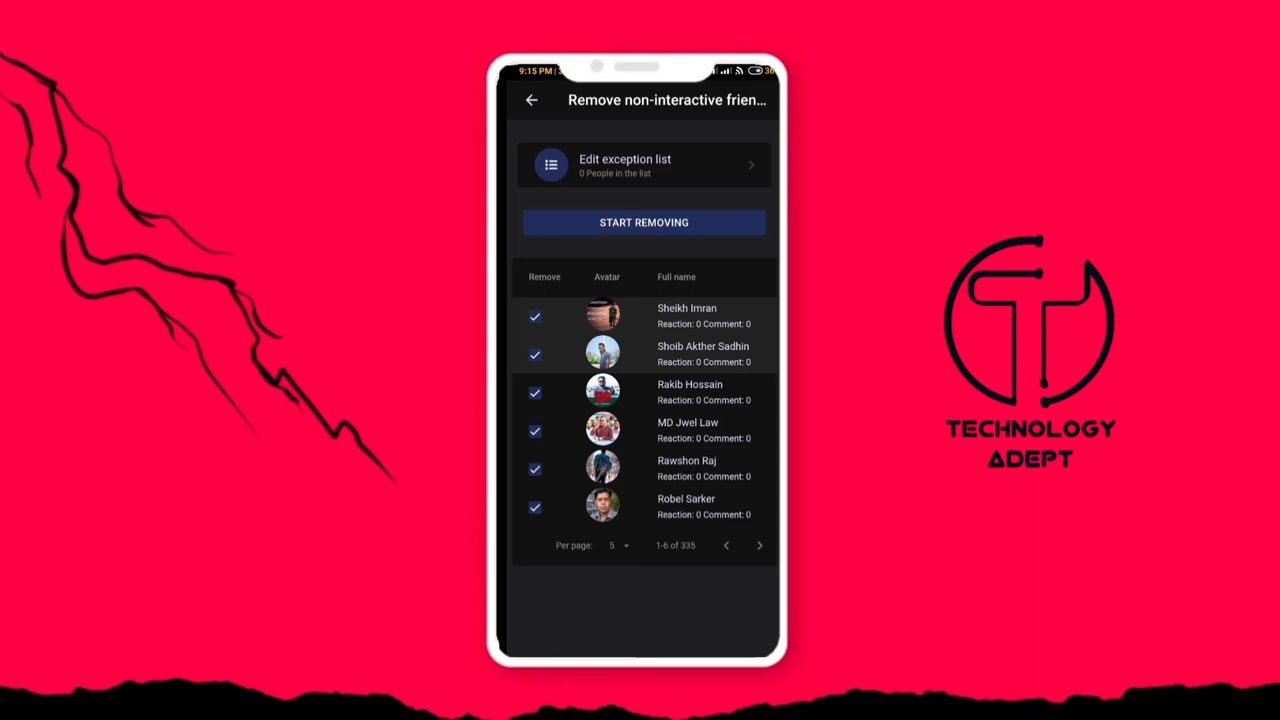 9:15 PM | 3
36
Remove non-interactive frien...
Edit exception list
0 People in the list
START REMOVING
Remove Avatar Full name
Sheikh Imran
Reaction: 0 Comment: 0
Shoib Akther Sadhin
Reaction: 0 Comment: 0
Rakib Hossain
Reaction: 0 Comment: 0
MD Jwel Law
Reaction: 0 Comment: 0
Rawshon Raj
Reaction: 0 Comment: 0
Robel Sarker
Reaction: 0 Comment: 0
Per page: 5 1-6 of 335
TECHNOLOGY
ADEPT